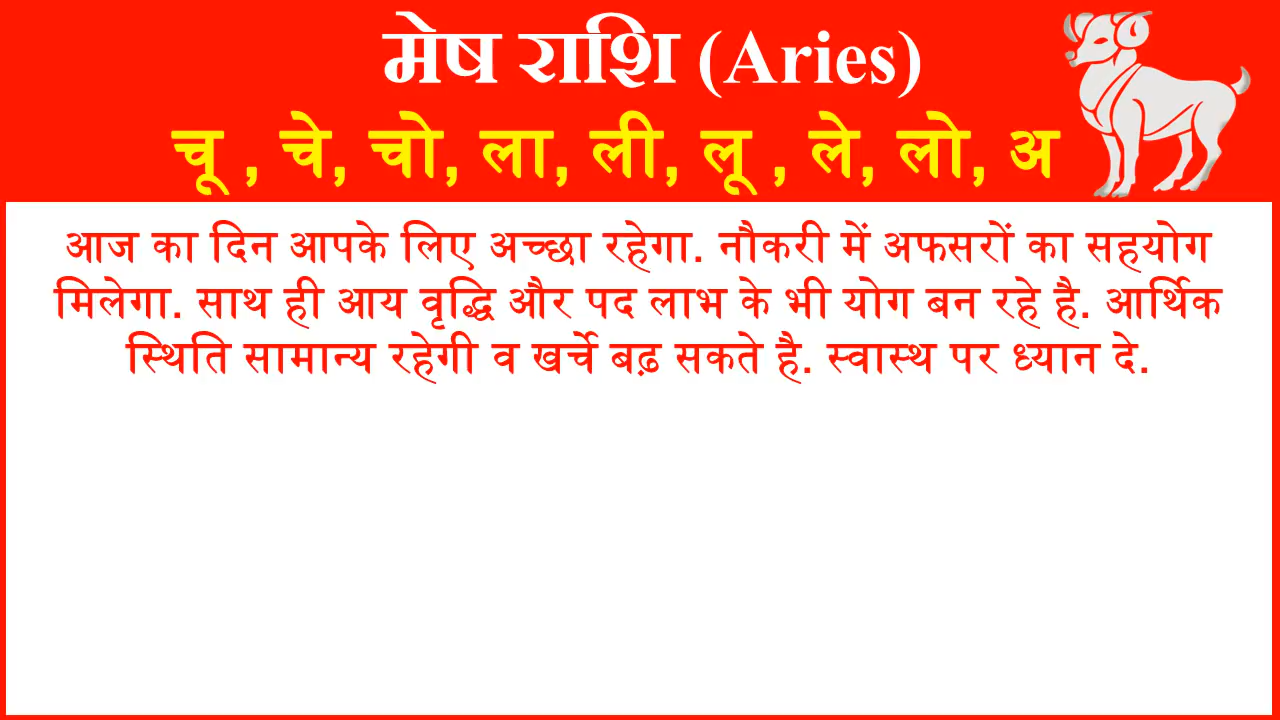 मेष राशि (Aries)
चू , चे, चो, ला, ली, लू , ले, लो, अ
आज का दिन आपके लिए अच्छा रहेगा. नौकरी में अफसरों का सहयोग
मिलेगा. साथ ही आय वृद्धि और पद लाभ के भी योग बन रहे है. आर्थिक
स्थिति सामान्य रहेगी व खर्चे बढ़ सकते है. स्वास्थ पर ध्यान दे.